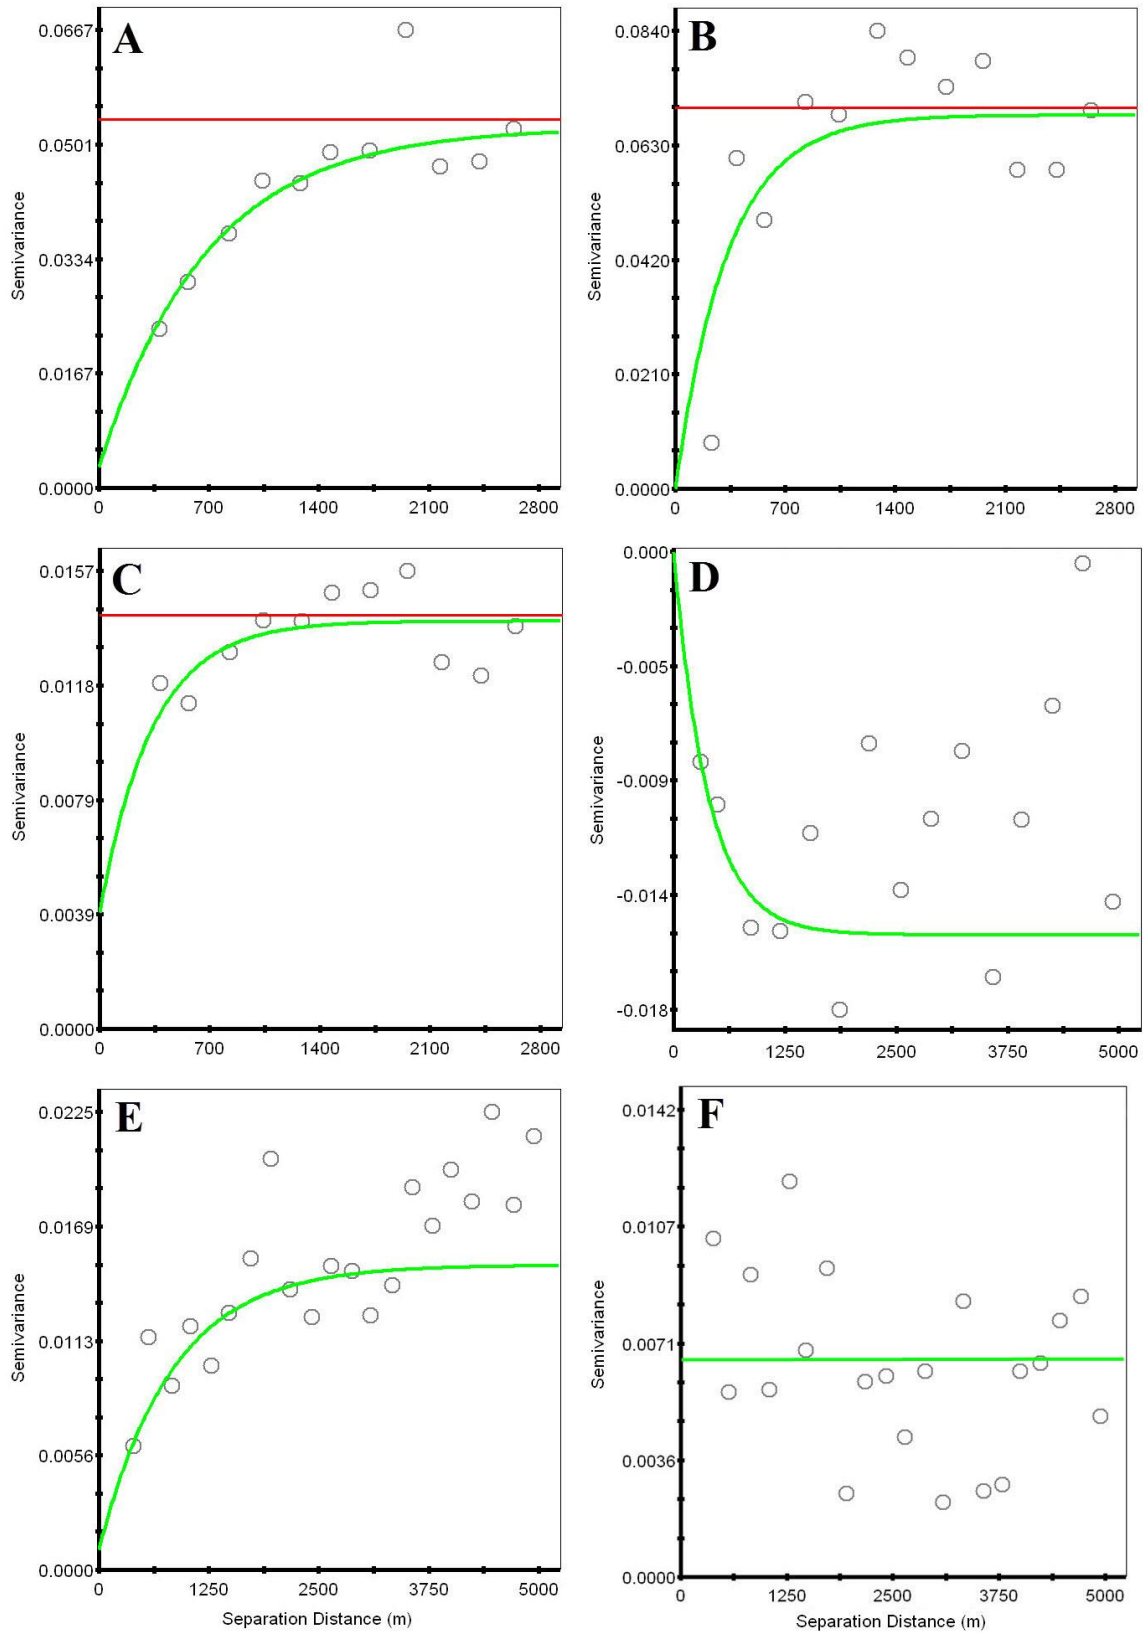 A
0.0667
0.0501
0.0334
0.0167
0.0000
Semivariance
0 700 1400 2100 2800
B
0.0840
0.0630
0.0420
0.0210
0.0000
Semivariance
0 700 1400 2100 2800
C
0.0157
0.0118
0.0079
0.0039
0.0000
Semivariance
0 700 1400 2100 2800
D
0.000
-0.005
-0.009
-0.014
-0.018
Semivariance
0 1250 2500 3750 5000
E
0.0225
0.0169
0.0113
0.0056
0.0000
Semivariance
0 1250 2500 3750 5000
Separation Distance (m)
F
0.0142
0.0107
0.0071
0.0036
0.0000
Semivariance
0 1250 2500 3750 5000
Separation Distance (m)